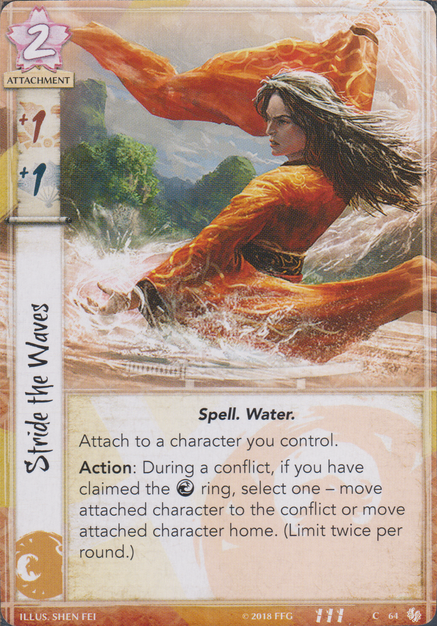 2
ATTACHMENT
+1
+1
Stride the Waves
Spell. Water.
Attach to a character you control.
Action: During a conflict, if you have
claimed the ring, select one – move
attached character to the conflict or move
attached character home. (Limit twice per
round.)
ILLUS. SHEN FEI
© 2018 FFG
C 64